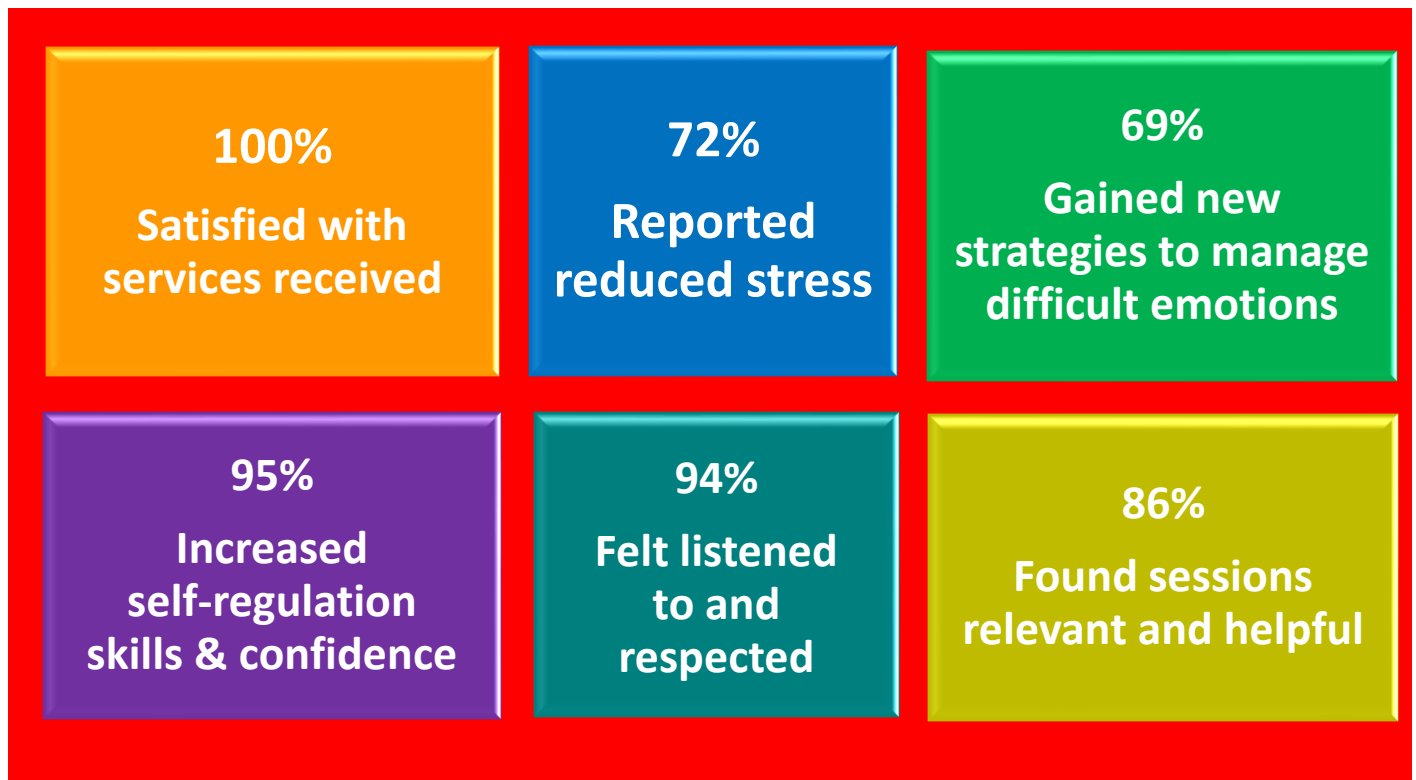 100%
Satisfied with
services received
72%
Reported
reduced stress
69%
Gained new
strategies to manage
difficult emotions
95%
Increased
self-regulation
skills & confidence
94%
Felt listened
to and
respected
86%
Found sessions
relevant and helpful